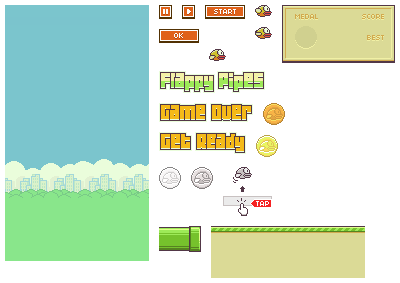 START
MEDAL SCORE
OK
BEST
Flappy Pipes
Game Over
Get Ready
TAP